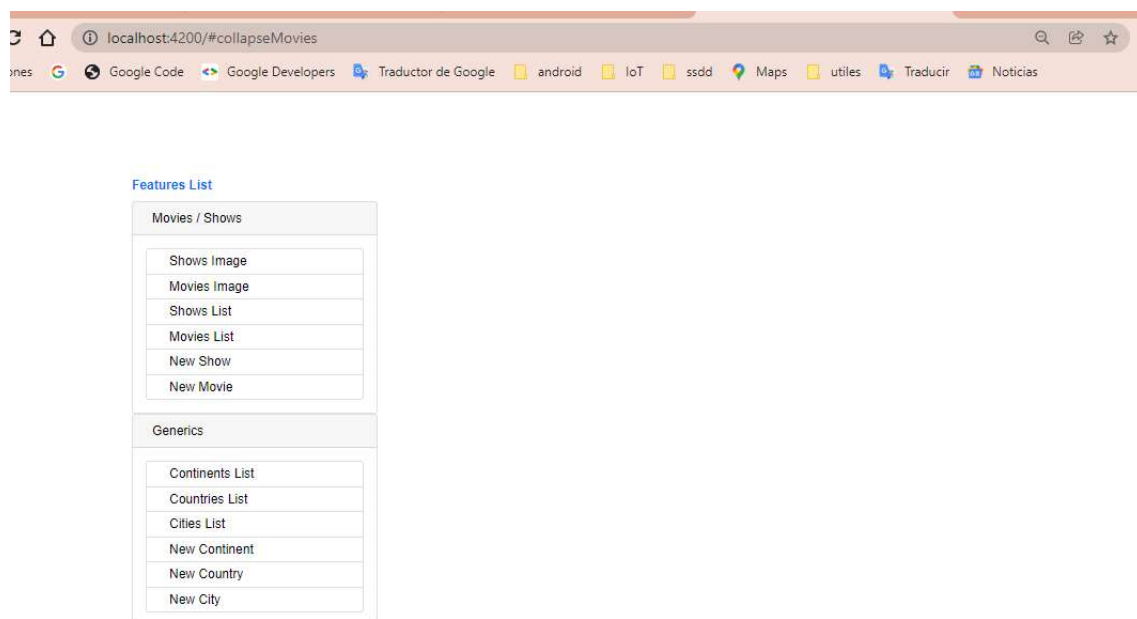 localhost:4200/#collapseMovies
ones Google Code Google Developers Traductor de Google android IoT ssdd Maps utiles Traducir Noticias
Features List
Movies / Shows
Shows Image
Movies Image
Shows List
Movies List
New Show
New Movie
Generics
Continents List
Countries List
Cities List
New Continent
New Country
New City